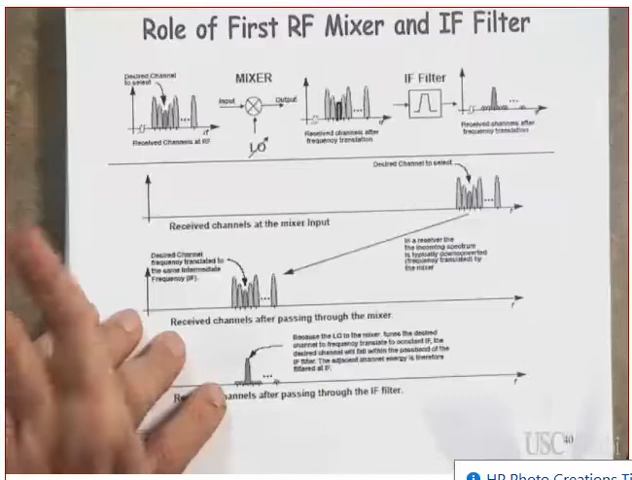 Role of First RF Mixer and IF Filter
Desired Channel
to select
MIXER
IF Filter
Input
Output
LO
f
Received Channels at RF
Received channels after
frequency translation
Received channels after
frequency translation
Desired Channel to select
f
Received channels at the mixer Input
In a receiver the
the incoming spectrum
is typically downconverted
(frequency translated) by
the mixer
Desired Channel
frequency translated to
the same Intermediate
Frequency (IF).
f
Received channels after passing through the mixer.
Because the LO to the mixer, tunes the desired
channel to frequency translate to constant IF, the
desired channel will fall within the passband of the
IF filter. The adjacent channel energy is therefore
filtered at IF.
f
annels after passing through the IF filter.
USC
40
HP Photo Creations Ti